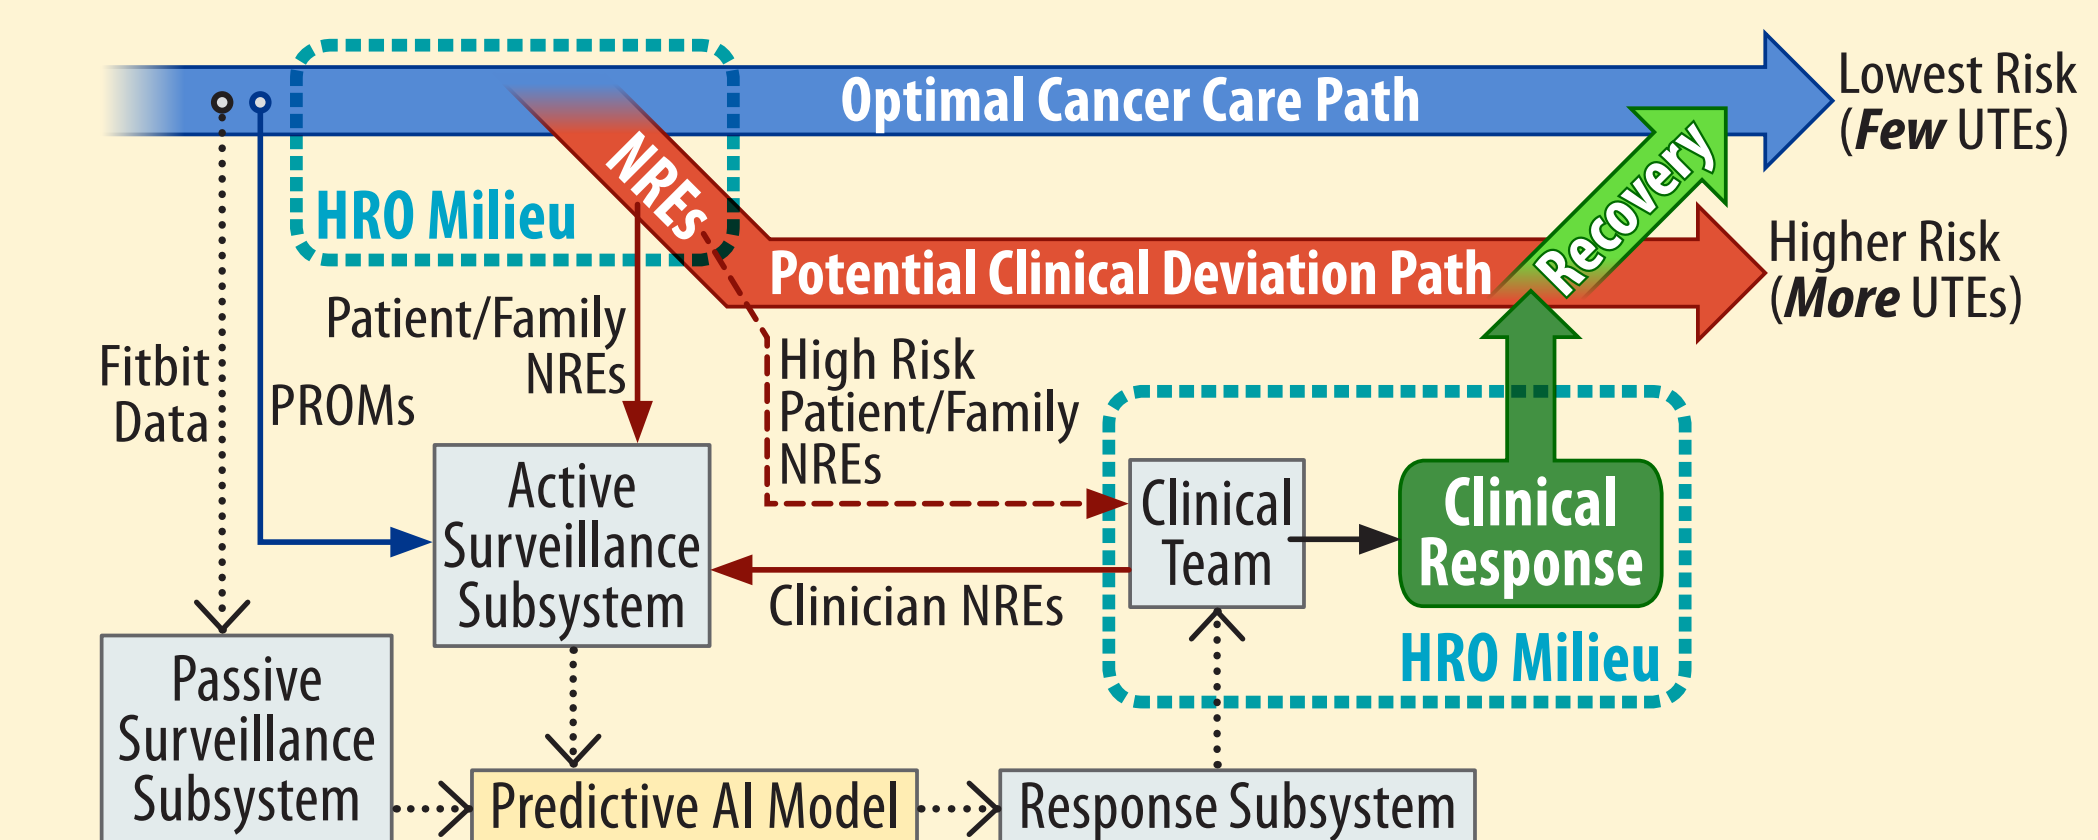 Optimal Cancer Care Path
Lowest Risk
(Few UTEs)
NREs
HRO Milieu
Recovery
Potential Clinical Deviation Path
Higher Risk
(More UTEs)
Fitbit
Data
PROMs
Patient/Family
NREs
High Risk
Patient/Family
NREs
Active
Surveillance
Subsystem
Clinician NREs
Clinical
Team
Clinical
Response
HRO Milieu
Passive
Surveillance
Subsystem
Predictive AI Model
Response Subsystem